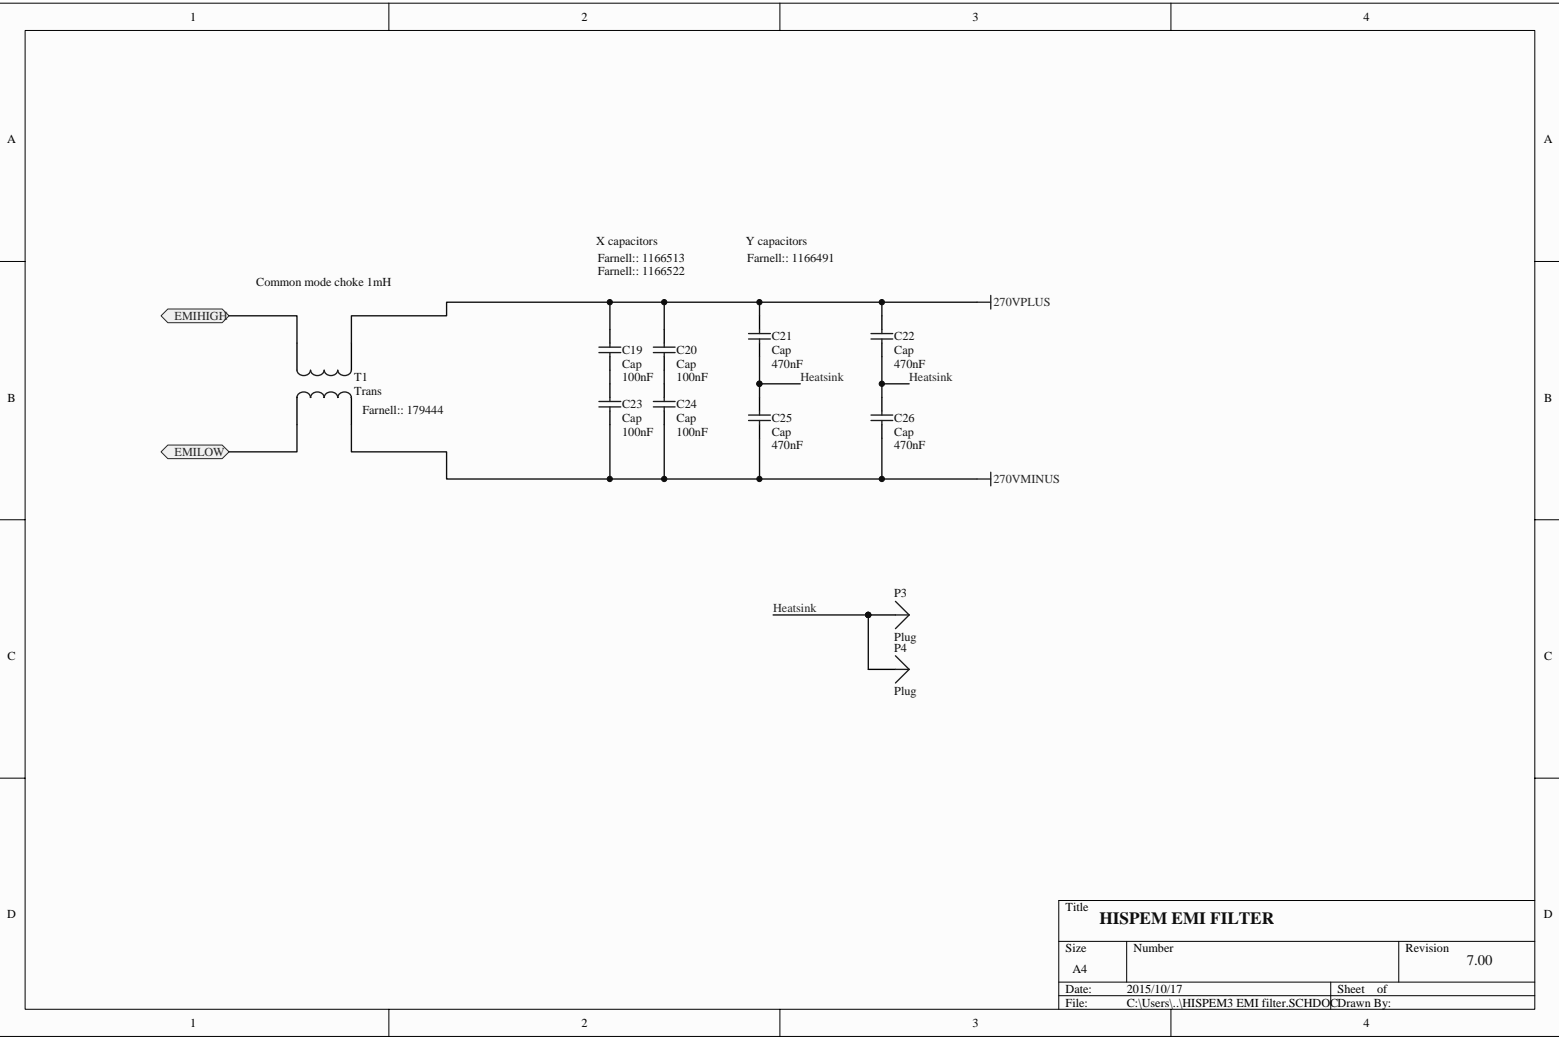 1 2 3 4
A A
X capacitors Y capacitors
Farnell:: 1166513 Farnell:: 1166491
Farnell:: 1166522
Common mode choke 1mH
B B
EMIHIGH 270VPLUS
C21 C22
Cap Cap
470nF 470nF
C19 C20
Cap Cap
100nF 100nF
Heatsink Heatsink
T1
Trans
Farnell:: 179444
C23 C24
Cap Cap
100nF 100nF
C25 C26
Cap Cap
470nF 470nF
EMILOW 270VMINUS
C C
Heatsink
P3
Plug
P4
Plug
D D
Title HISPEM EMI FILTER
Size Number Revision
A4 7.00
Date: 2015/10/17 Sheet of
File: C:\Users\..\HISPEM3 EMI filter.SCHDOC Drawn By:
1 2 3 4